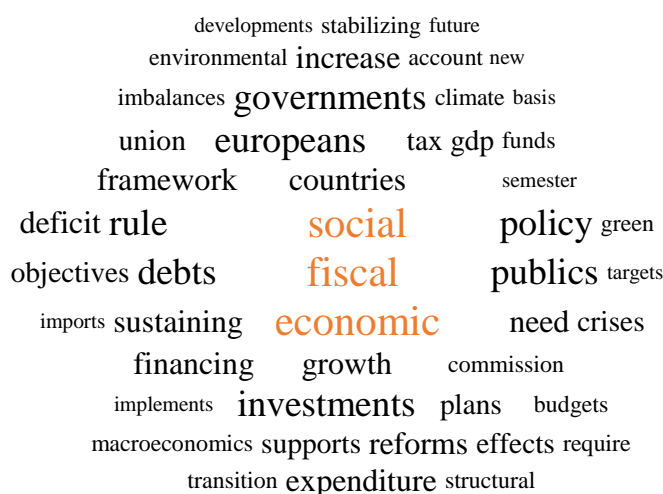 developments stabilizing future
environmental increase account new
imbalances governments climate basis
union europeans tax gdp funds
framework countries semester
deficit rule social policy green
objectives debts fiscal publics targets
imports sustaining economic need crises
financing growth commission
implements investments plans budgets
macroeconomics supports reforms effects require
transition expenditure structural